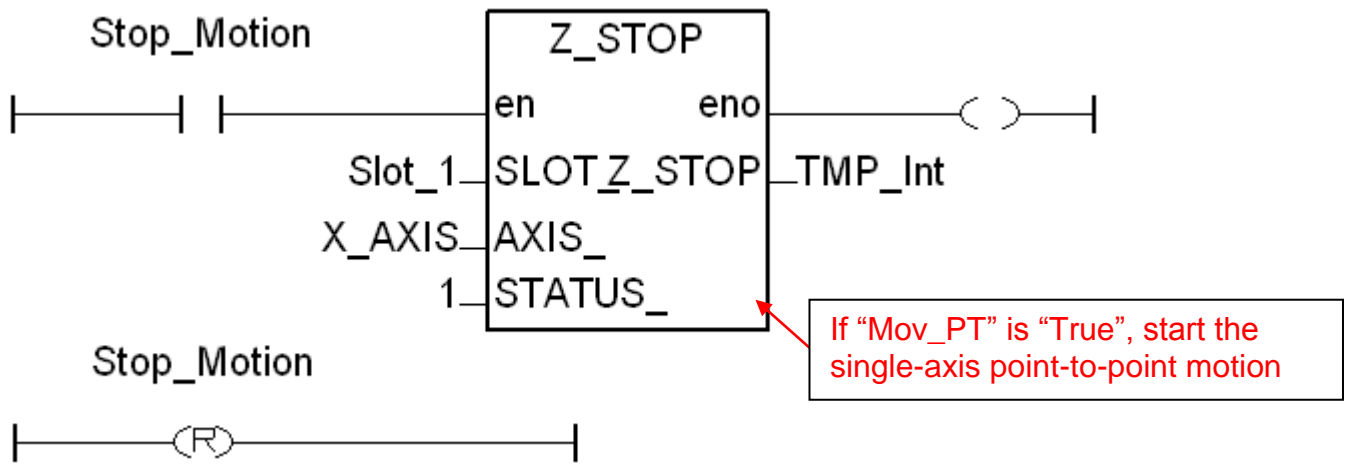 Stop_Motion
Z_STOP
en eno
Slot_1 SLOT_ Z_STOP TMP_Int
X_AXIS AXIS_
1 STATUS_
If “Mov_PT” is “True”, start the
single-axis point-to-point motion
Stop_Motion
R